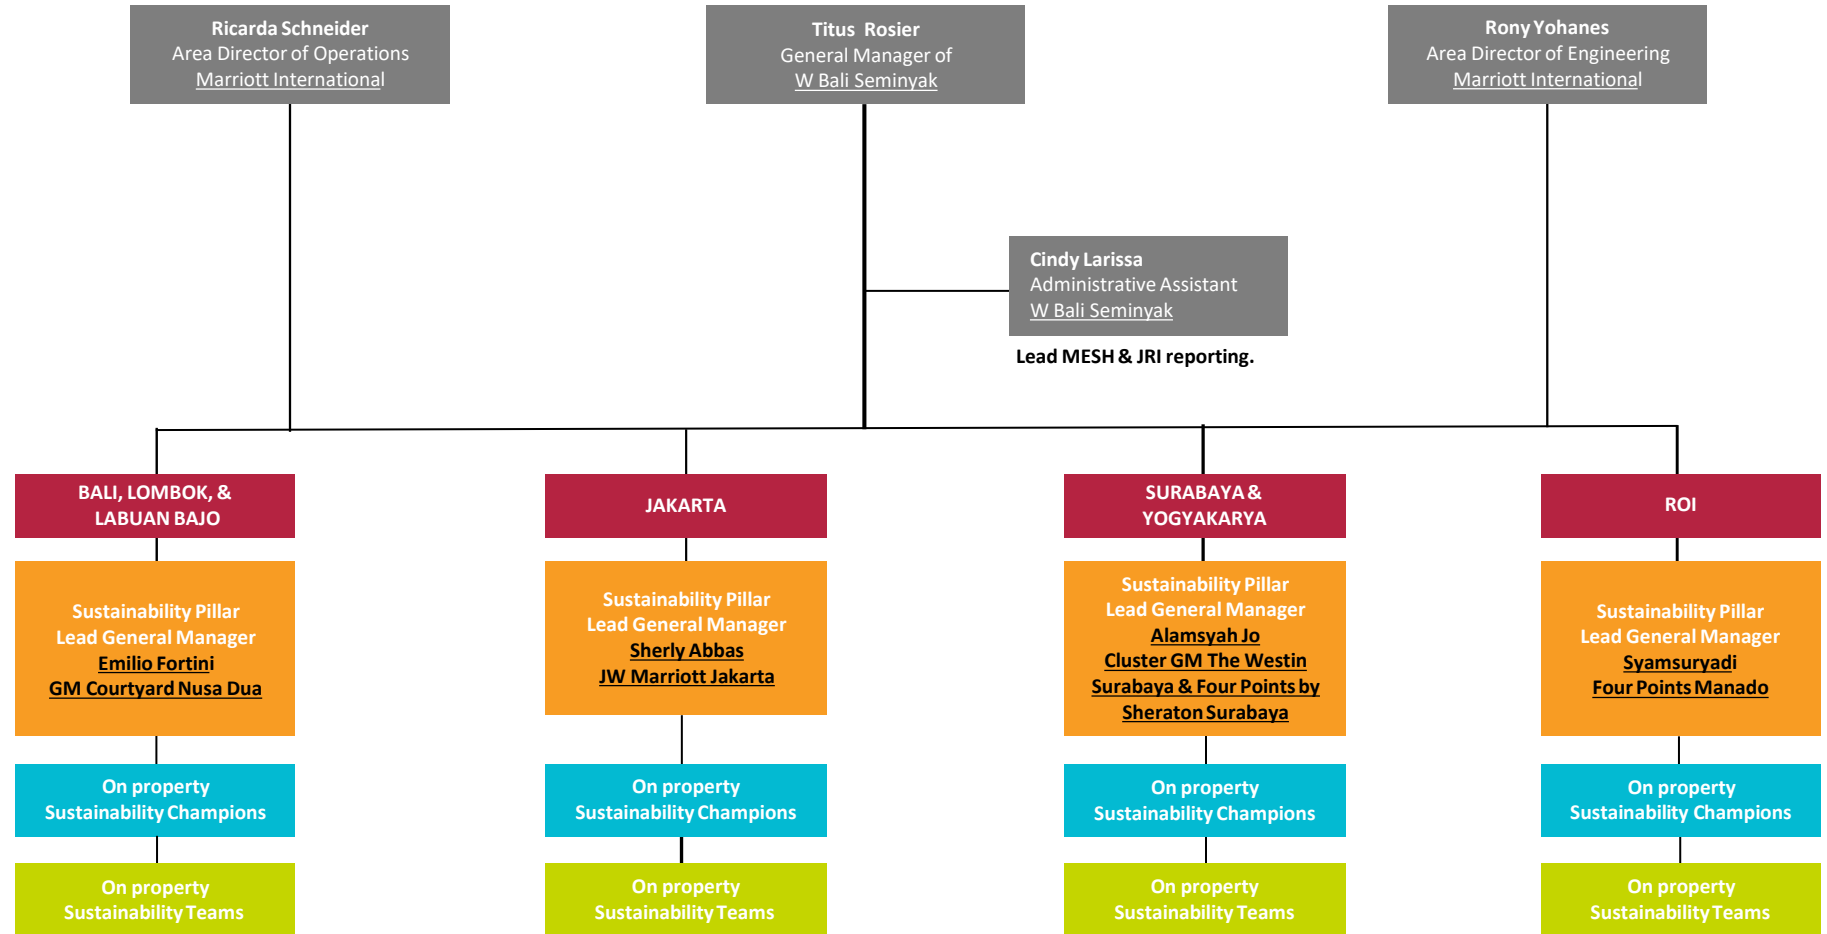 Ricarda Schneider
Area Director of Operations
Marriott International
Titus Rosier
General Manager of
W Bali Seminyak
Rony Yohanes
Area Director of Engineering
Marriott International
Cindy Larissa
Administrative Assistant
W Bali Seminyak
Lead MESH & JRI reporting.
BALI, LOMBOK, &
LABUAN BAJO
JAKARTA
SURABAYA &
YOGYAKARYA
ROI
Sustainability Pillar
Lead General Manager
Emilio Fortini
GM Courtyard Nusa Dua
Sustainability Pillar
Lead General Manager
Sherly Abbas
JW Marriott Jakarta
Sustainability Pillar
Lead General Manager
Alamsyah Jo
Cluster GM The Westin
Surabaya & Four Points by
Sheraton Surabaya
Sustainability Pillar
Lead General Manager
Syamsuryadi
Four Points Manado
On property
Sustainability Champions
On property
Sustainability Champions
On property
Sustainability Champions
On property
Sustainability Champions
On property
Sustainability Teams
On property
Sustainability Teams
On property
Sustainability Teams
On property
Sustainability Teams